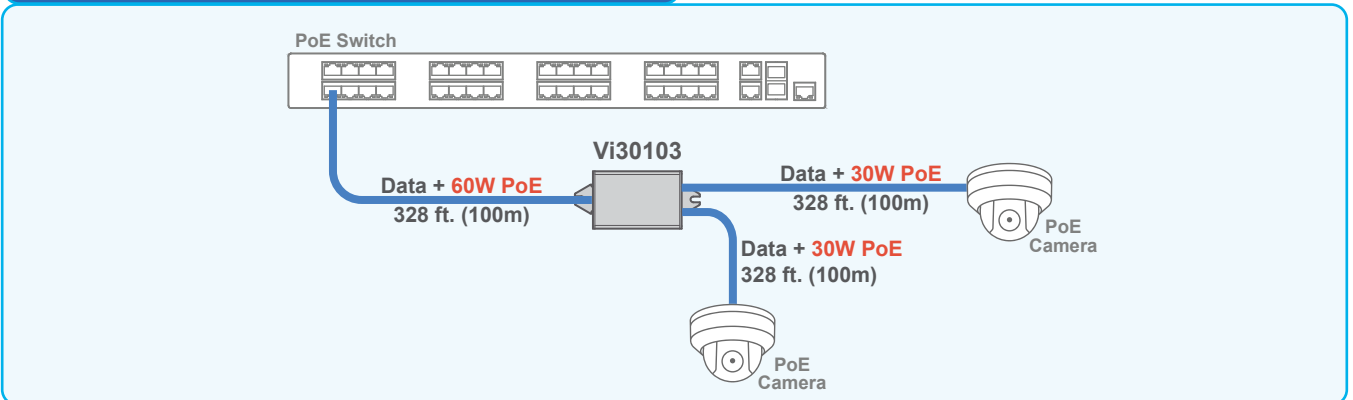 PoE Switch
Vi30103
Data + 60W PoE
328 ft. (100m)
Data + 30W PoE
328 ft. (100m)
PoE
Camera
Data + 30W PoE
328 ft. (100m)
PoE
Camera